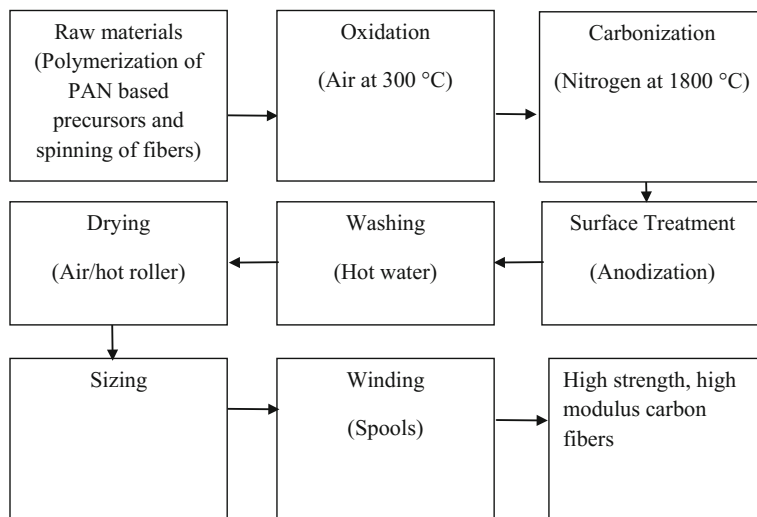 Raw materials
(Polymerization of
PAN based
precursors and
spinning of fibers)
Oxidation
(Air at 300 °C)
Carbonization
(Nitrogen at 1800 °C)
Surface Treatment
(Anodization)
Washing
(Hot water)
Drying
(Air/hot roller)
Sizing
Winding
(Spools)
High strength, high
modulus carbon
fibers